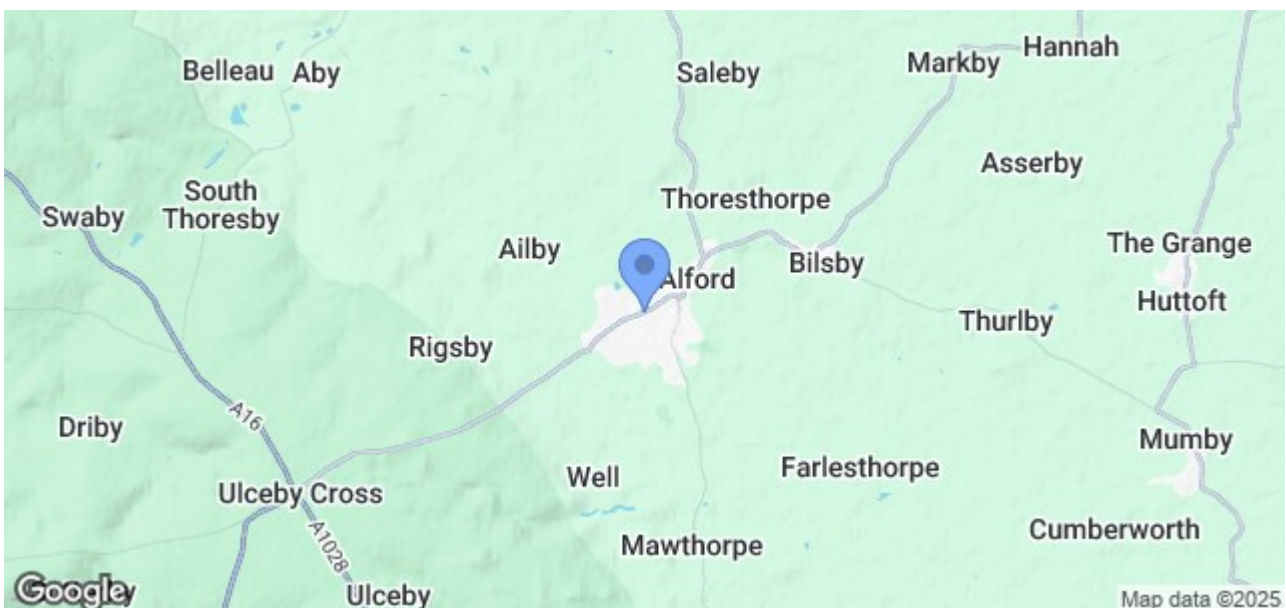 Belleau
Aby
Saleby
Markby
Hannah
Asserby
South
Thoresby
Swaby
Thoresthorpe
Ailby
The Grange
Bilsby
Alford
Huttoft
Thurlby
Rigsby
A16
Driby
Mumby
Well
Farlesthorpe
Ulceby Cross
A1028
Cumberworth
Mawthorpe
Ulceby
Google
Map data ©2025